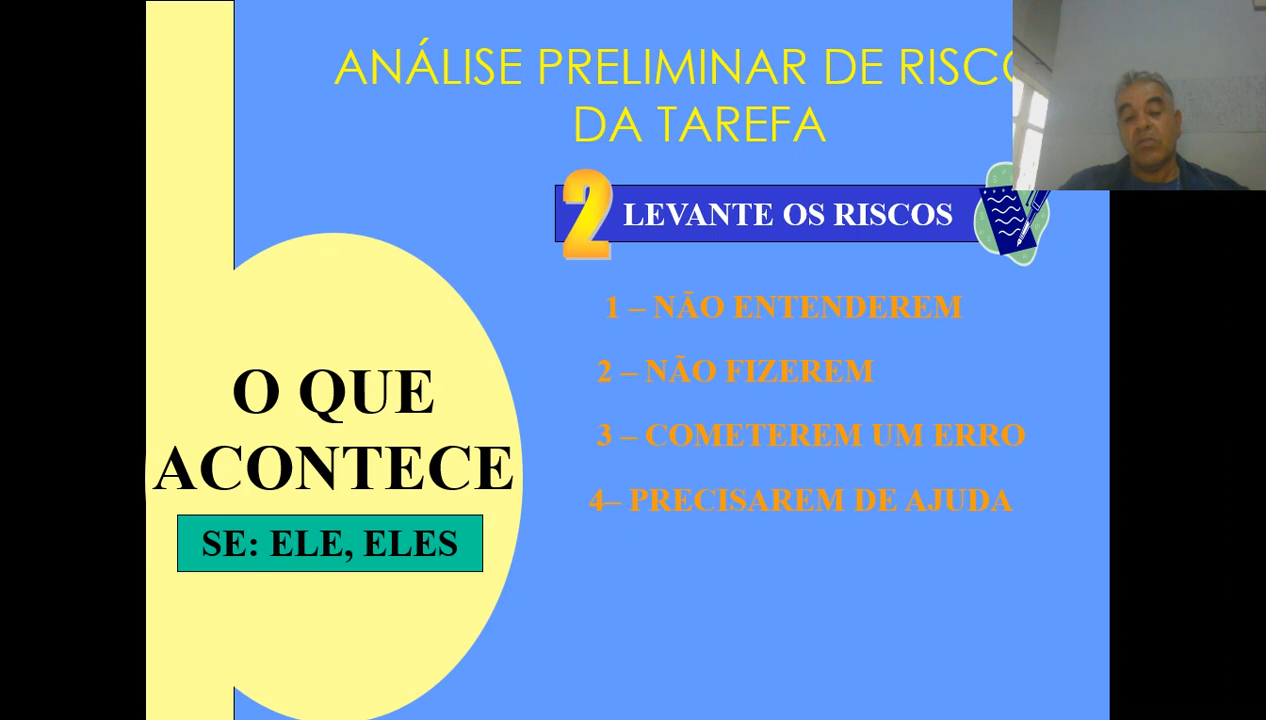 ANÁLISE PRELIMINAR DE
DA TAREFA
2 LEVANTE OS RISCOS
1 – NÃO ENTENDEREM
2 – NÃO FIZEREM
3 – COMETEREM UM ERRO
4– PRECISAREM DE AJUDA
O QUE
ACONTECE
SE: ELE, ELES